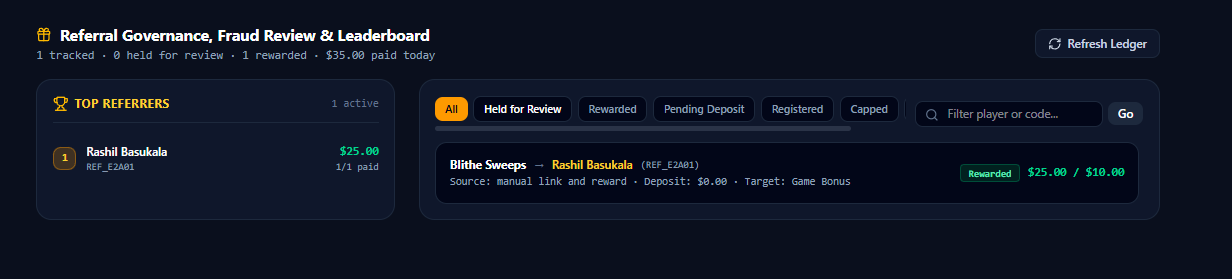 Referral Governance, Fraud Review & Leaderboard
1 tracked · 0 held for review · 1 rewarded · $35.00 paid today
Refresh Ledger
TOP REFERRERS
1 active
1
Rashil Basukala
$25.00
REF_E2A01
1/1 paid
All
Held for Review
Rewarded
Pending Deposit
Registered
Capped
Filter player or code...
Go
Blithe Sweeps → Rashil Basukala (REF_E2A01)
Source: manual link and reward · Deposit: $0.00 · Target: Game Bonus
Rewarded
$25.00 / $10.00